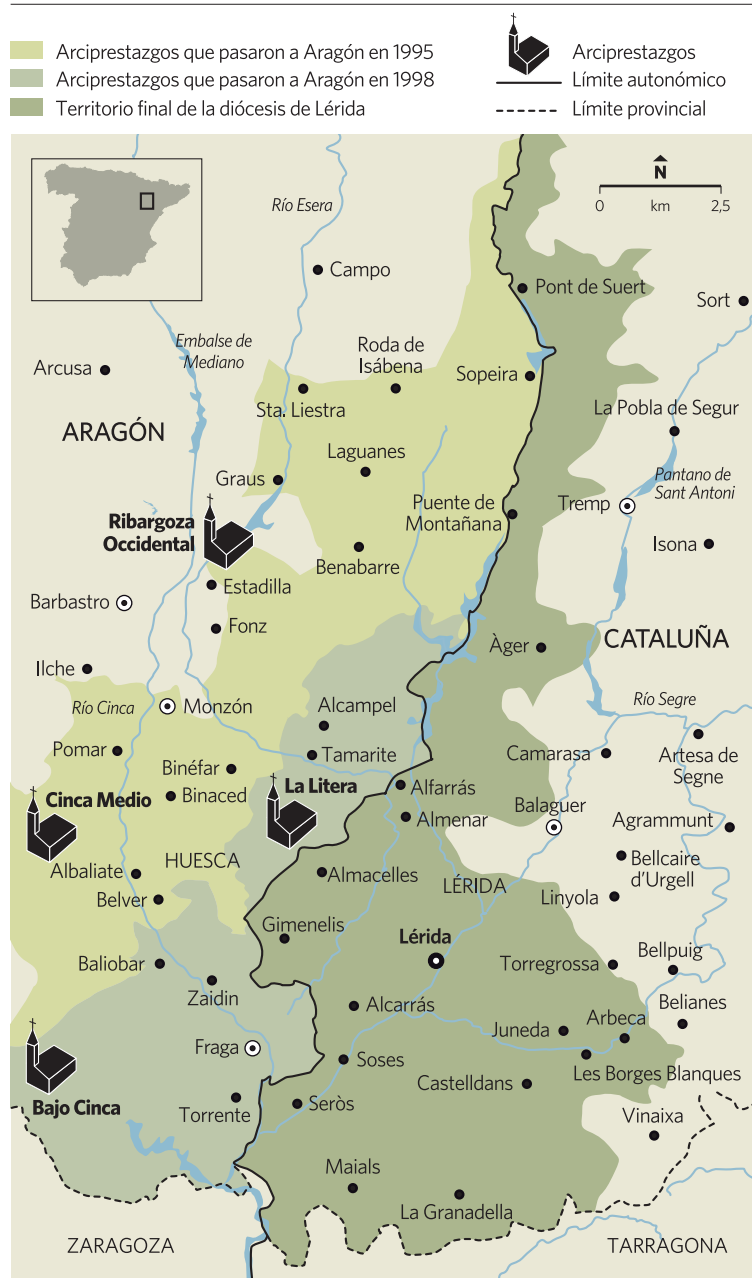 Arciprestazgos que pasaron a Aragón en 1995
Arciprestazgos que pasaron a Aragón en 1998
Territorio final de la diócesis de Lérida
Arciprestazgos
Límite autonómico
Límite provincial
N
0 km 2,5
Río Esera
Campo
Pont de Suert
Sort
Embalse de
Mediano
Arcusa
Roda de
Isábena
Sopeira
Sta. Liestra
La Pobla de Segur
ARAGÓN
Laguanes
Graus
Pantano de
Sant Antoni
Puente de
Montañana
Tremp
Ribargoza
Occidental
Isona
Benabarre
Estadilla
Barbastro
Fonz
CATALUÑA
Àger
Ilche
Río Cinca
Monzón
Río Segre
Alcampel
Pomar
Tamarite
Camarasa
Artesa de
Segne
Binéfar
Binaced
Cinca Medio
La Litera
Alfarrás
Almenar
Balaguer
Agrammunt
HUESCA
Albaliate
Almacelles
LÉRIDA
Bellcaire
d'Urgell
Belver
Linyola
Gimenelis
Lérida
Baliobar
Torregrossa
Bellpuig
Zaidin
Alcarrás
Belianes
Juneda
Arbeca
Fraga
Soses
Les Borges Blanques
Castelldans
Bajo Cinca
Torrente
Seròs
Vinaixa
Maials
La Granadella
ZARAGOZA
TARRAGONA